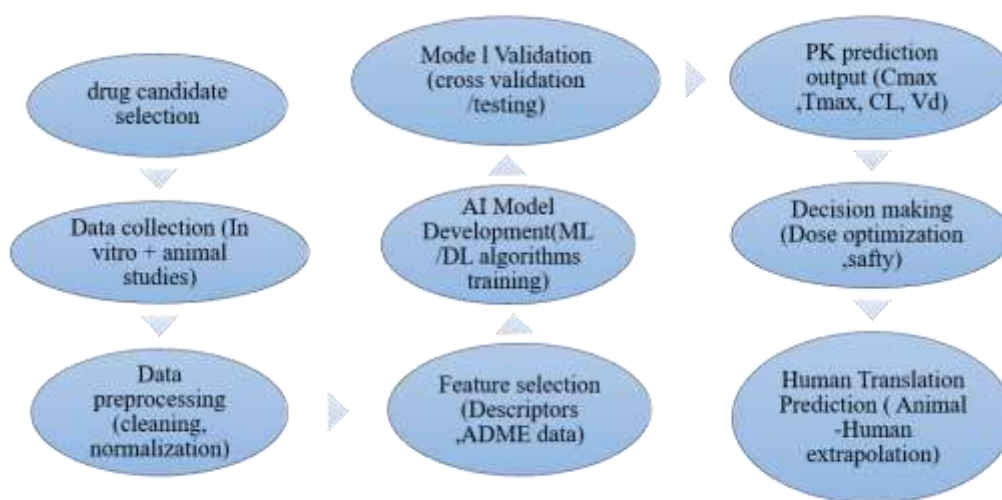 drug candidate
selection
Data collection (In
vitro + animal
studies)
Data
preprocessing
(cleaning,
normalization)
Feature selection
(Descriptors
,ADME data)
AI Model
Development(ML
/DL algorithms
training)
Mode l Validation
(cross validation
/testing)
PK prediction
output (Cmax
,Tmax, CL, Vd)
Decision making
(Dose optimization
,safty)
Human Translation
Prediction ( Animal
-Human
extrapolation)